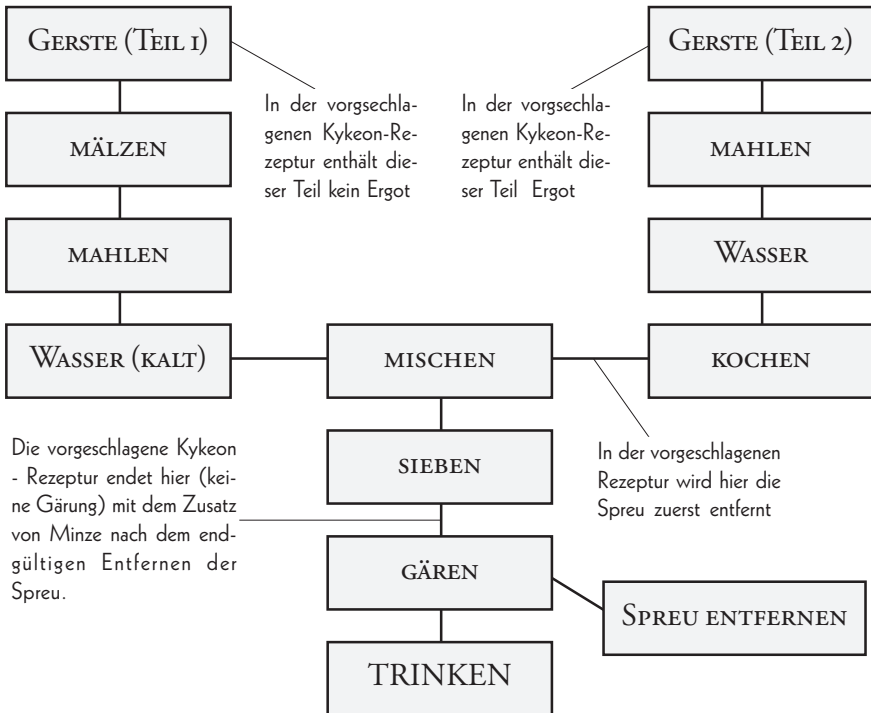 Gerste (Teil 1)
Gerste (Teil 2)
In der vorgsechla-
genen Kykeon-Re-
zeptur enthält die-
ser Teil kein Ergot
In der vorgsechla-
genen Kykeon-Re-
zeptur enthält die-
ser Teil Ergot
mälzen
mahlen
mahlen
Wasser
Wasser (kalt)
mischen
kochen
Die vorgeschlagene Kykeon
- Rezeptur endet hier (kei-
ne Gärung) mit dem Zusatz
von Minze nach dem end-
gültigen Entfernen der
Spreu.
sieben
In der vorgeschlagenen
Rezeptur wird hier die
Spreu zuerst entfernt
gären
Spreu entfernen
TRINKEN